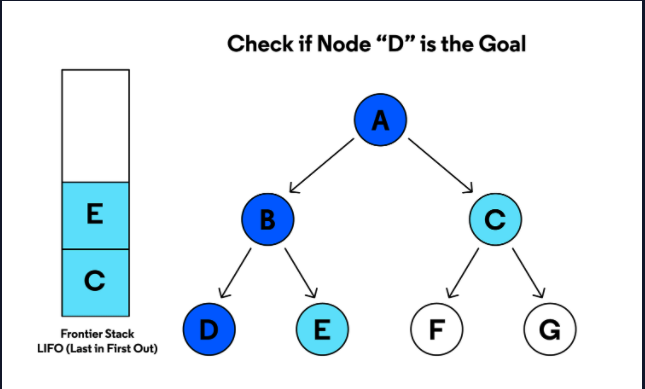 Check if Node “D” is the Goal
A
B
C
D
E
F
G
E
C
Frontier Stack
LIFO (Last in First Out)